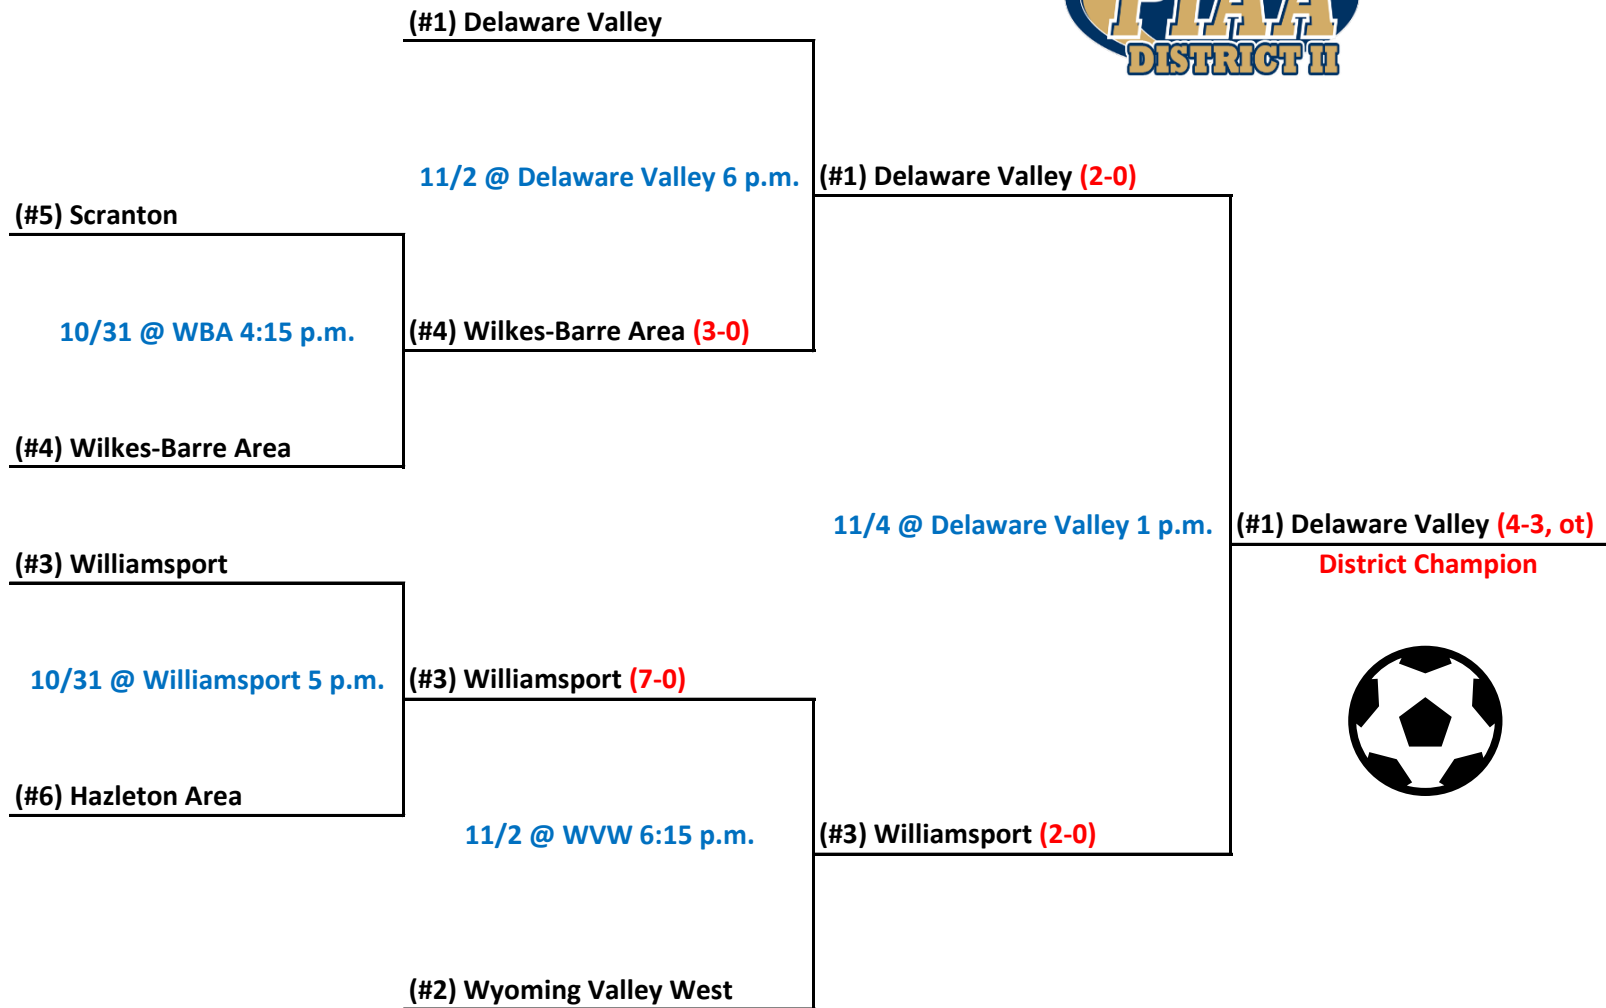 (#1) Delaware Valley
PIAA
DISTRICT II
11/2 @ Delaware Valley 6 p.m.
(#1) Delaware Valley (2-0)
(#5) Scranton
10/31 @ WBA 4:15 p.m.
(#4) Wilkes-Barre Area (3-0)
(#4) Wilkes-Barre Area
11/4 @ Delaware Valley 1 p.m.
(#1) Delaware Valley (4-3, ot)
District Champion
(#3) Williamsport
10/31 @ Williamsport 5 p.m.
(#3) Williamsport (7-0)
(#6) Hazleton Area
11/2 @ WVW 6:15 p.m.
(#3) Williamsport (2-0)
(#2) Wyoming Valley West